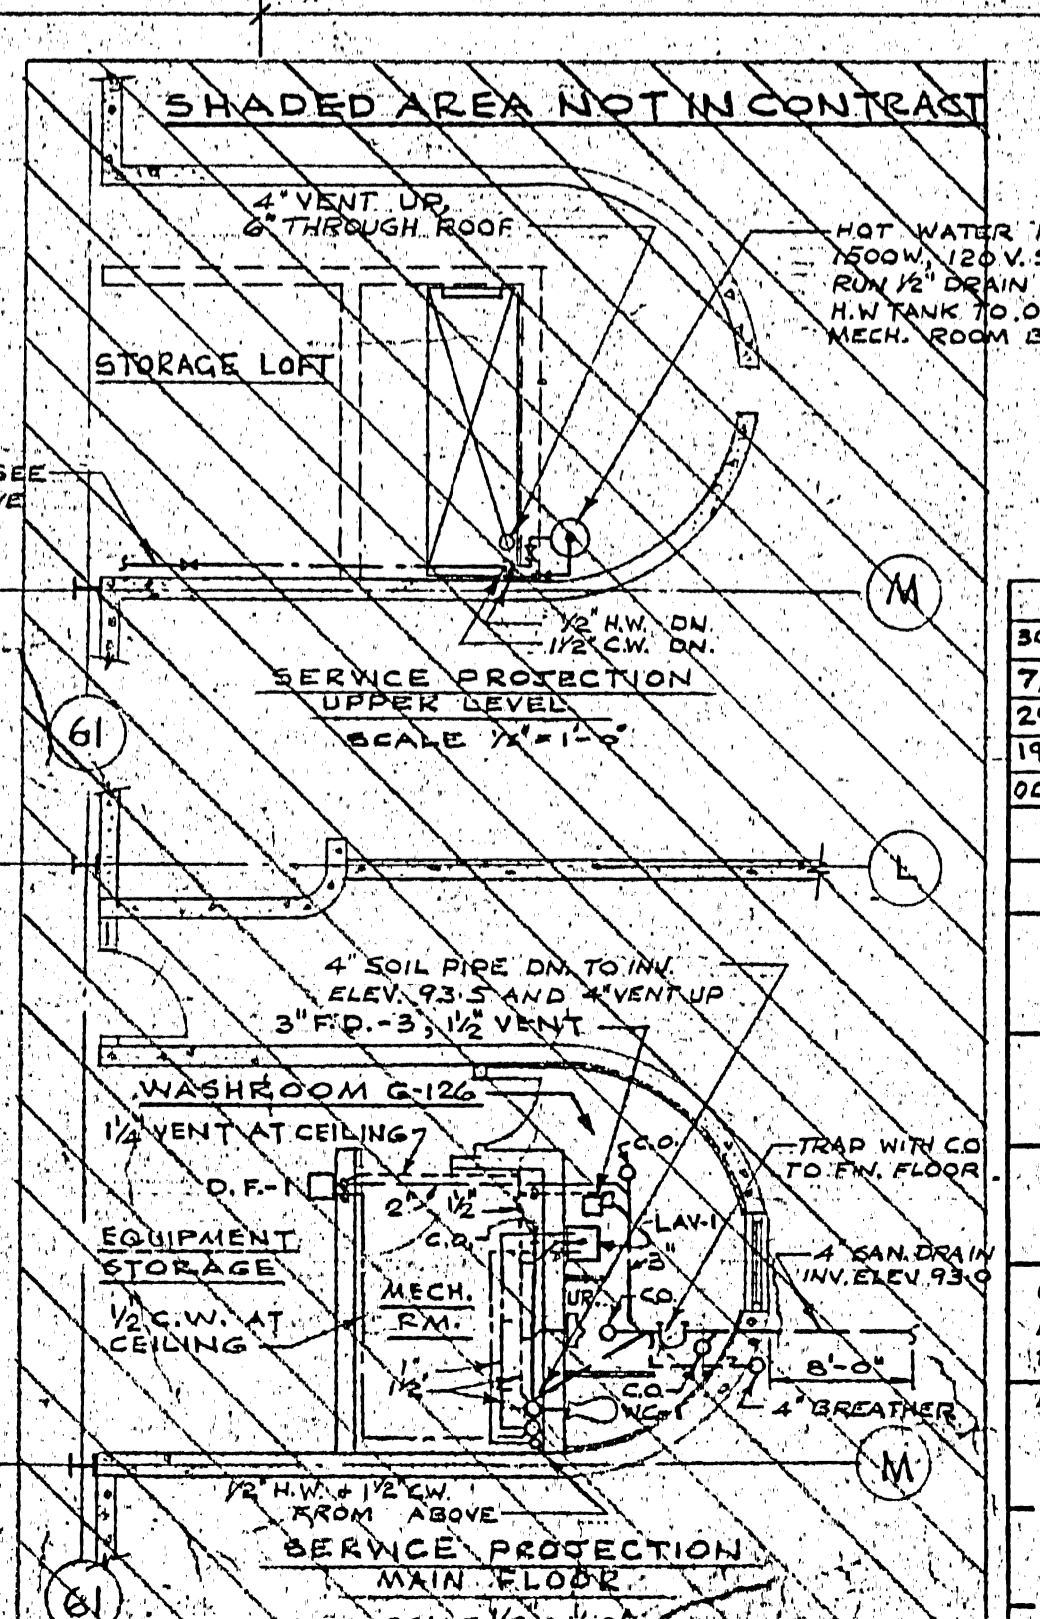 SHADED AREA NOT IN CONTRACT
4" VENT UP,
6" THROUGH ROOF
HOT WATER
1500W, 120V.
RUN 1/2" DRAIN
H.W TANK TO
MECH. ROOM
STORAGE LOFT
SEE
M
1/2" H.W. DN.
1 1/2" C.W. DN.
SERVICE PROJECTION
UPPER LEVEL
SCALE 1/4" = 1'-0"
61
L
4" SOIL PIPE DN. TO INV.
ELEV. 93.5 AND 4" VENT UP
3" F.D.-3, 1 1/2" VENT
WASHROOM G-126
1 1/4" VENT AT CEILING
C.O.
TRAP WITH C.O
TO FIN. FLOOR
D.F.-1
2"
1 1/2"
C.O.
LAV-1
3"
EQUIPMENT
STORAGE
4" SAN. DRAIN
INV. ELEV. 93.0
MECH.
RM.
UR.
C.O.
1/2" C.W. AT
CEILING
1"
1 1/2"
8'-0"
C.O.
W.C-1
4" BREATHER
M
1/2" H.W. & 1 1/2" C.W.
FROM ABOVE
SERVICE PROJECTION
MAIN FLOOR
61